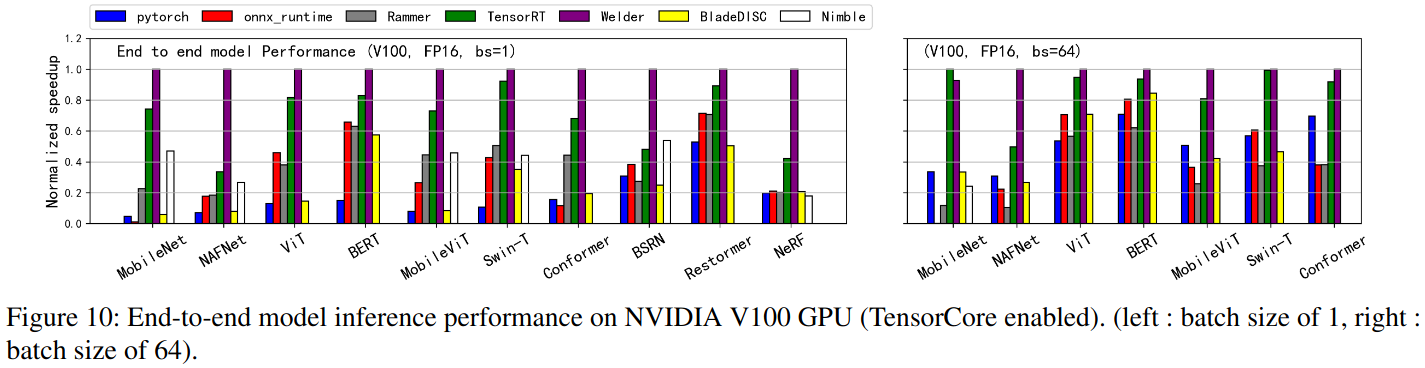 pytorch onnx_runtime Rammer TensorRT Welder BladeDISC Nimble
End to end model Performance (V100, FP16, bs=1)
(V100, FP16, bs=64)
Normalized speedup
1.2
1.0
0.8
0.6
0.4
0.2
0.0
MobileNet NAFNet ViT BERT MobileViT Swin-T Conformer BSRN Restormer NeRF
MobileNet NAFNet ViT BERT MobileViT Swin-T Conformer
Figure 10: End-to-end model inference performance on NVIDIA V100 GPU (TensorCore enabled). (left : batch size of 1, right :
batch size of 64).